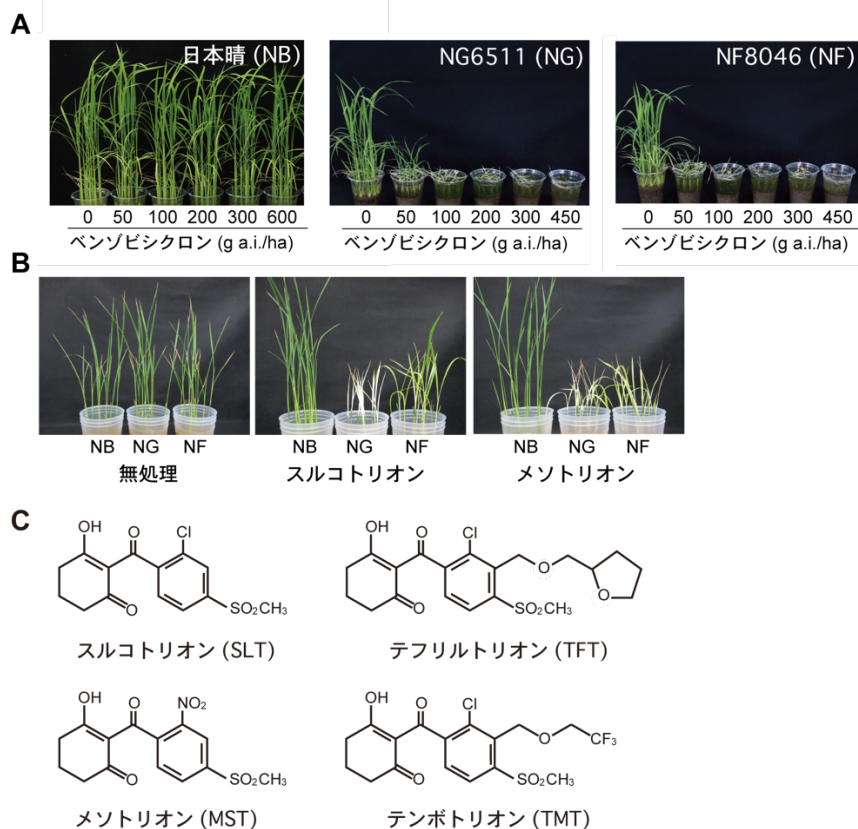 A
日本晴 (NB)
NG6511 (NG)
NF8046 (NF)
0 50 100 200 300 600
ベンゾビシクロン (g a.i./ha)
0 50 100 200 300 450
ベンゾビシクロン (g a.i./ha)
0 50 100 200 300 450
ベンゾビシクロン (g a.i./ha)
B
NB NG NF
無処理
NB NG NF
スルコトリオン
NB NG NF
メソトリオン
C
OH O Cl
O SO₂CH₃
スルコトリオン (SLT)
OH O Cl
O SO₂CH₃ O O
テフリルトリオン (TFT)
OH O NO₂
O SO₂CH₃
メソトリオン (MST)
OH O Cl
O SO₂CH₃ O CF₃
テンボトリオン (TMT)